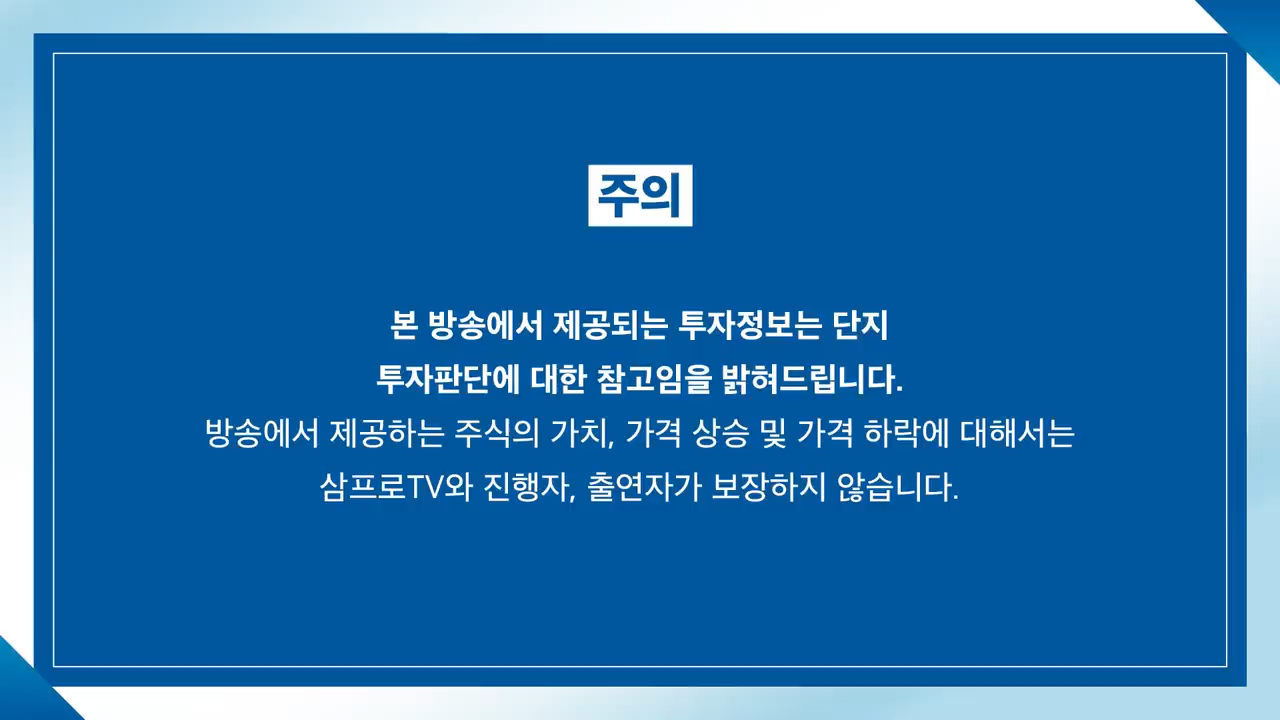 주의
본 방송에서 제공되는 투자정보는 단지
투자판단에 대한 참고임을 밝혀드립니다.
방송에서 제공하는 주식의 가치, 가격 상승 및 가격 하락에 대해서는
삼프로TV와 진행자, 출연자가 보장하지 않습니다.